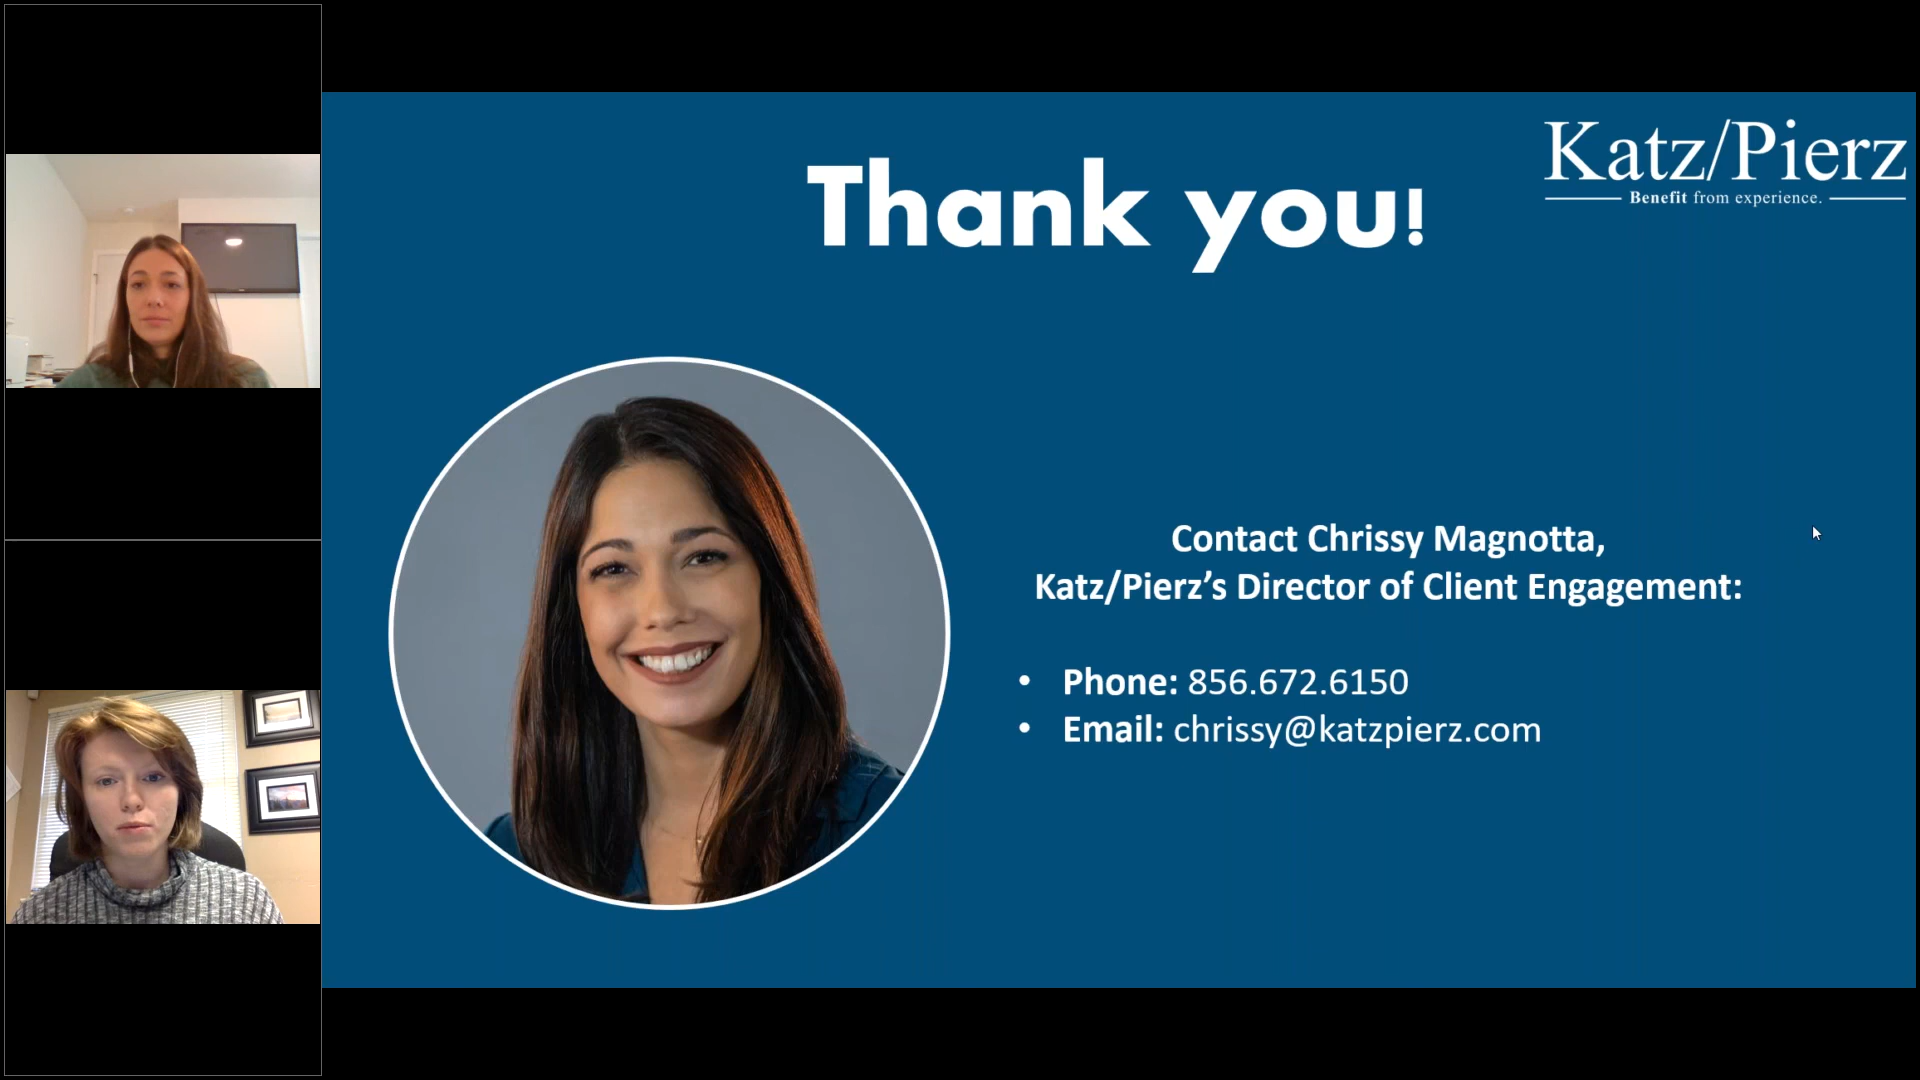 Thank you!
Katz/Pierz
Benefit from experience.
Contact Chrissy Magnotta,
Katz/Pierz’s Director of Client Engagement:
• Phone: 856.672.6150
• Email: chrissy@katzpierz.com